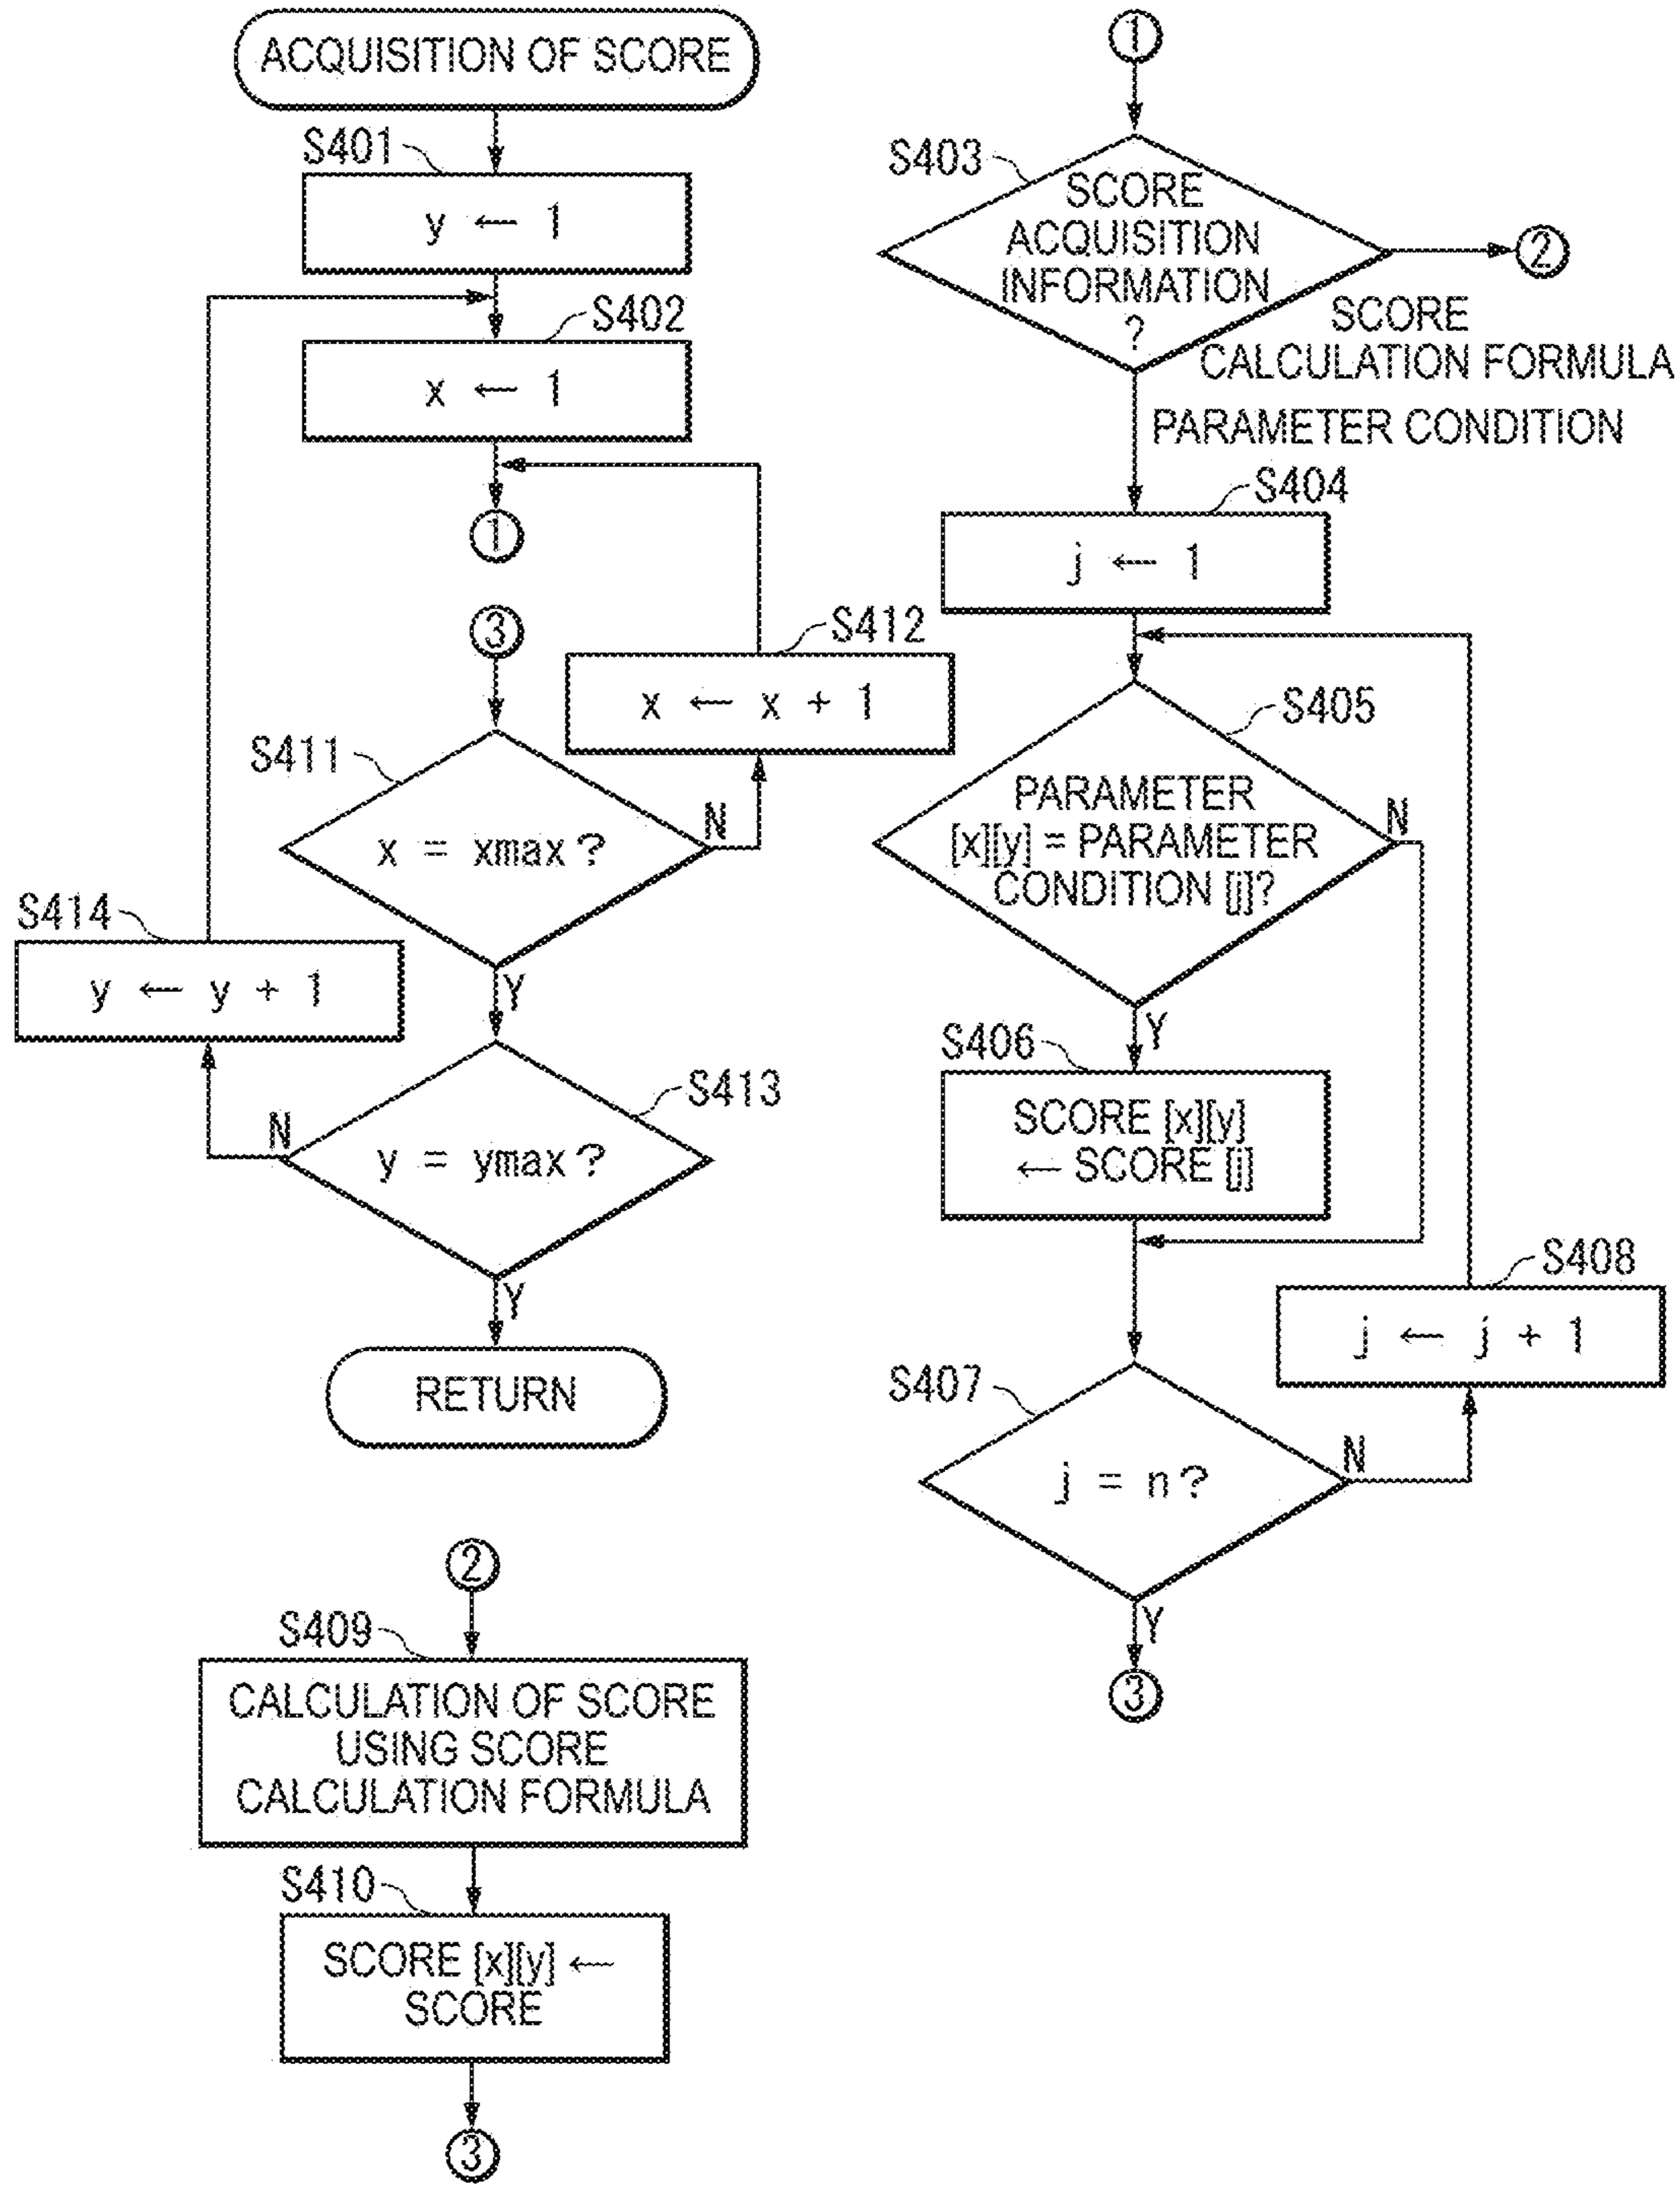 ACQUISITION OF SCORE
S401
y ← 1
S402
x ← 1
①
③
S412
x ← x + 1
S411
x = xmax?
N
Y
S414
y ← y + 1
S413
y = ymax?
N
Y
RETURN
②
S409
CALCULATION OF SCORE
USING SCORE
CALCULATION FORMULA
S410
SCORE [x][y] ←
SCORE
③
①
S403
SCORE
ACQUISITION
INFORMATION
?
②
SCORE
CALCULATION FORMULA
PARAMETER CONDITION
S404
j ← 1
S405
PARAMETER
[x][y] = PARAMETER
CONDITION [j]?
N
Y
S406
SCORE [x][y]
← SCORE [j]
S408
j ← j + 1
S407
j = n?
N
Y
③